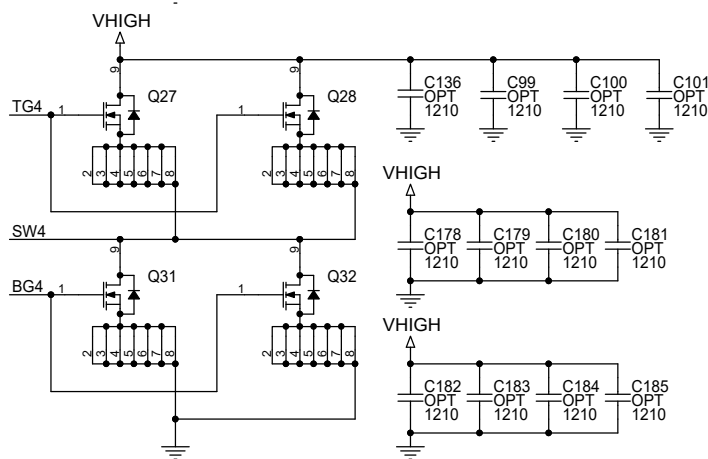 VHIGH
9
9
TG4
1
Q27
1
Q28
C136
OPT
1210
C99
OPT
1210
C100
OPT
1210
C101
OPT
1210
2 3 4 5 6 7 8
2 3 4 5 6 7 8
VHIGH
SW4
C178
OPT
1210
C179
OPT
1210
C180
OPT
1210
C181
OPT
1210
9
9
BG4
1
Q31
1
Q32
2 3 4 5 6 7 8
2 3 4 5 6 7 8
VHIGH
C182
OPT
1210
C183
OPT
1210
C184
OPT
1210
C185
OPT
1210